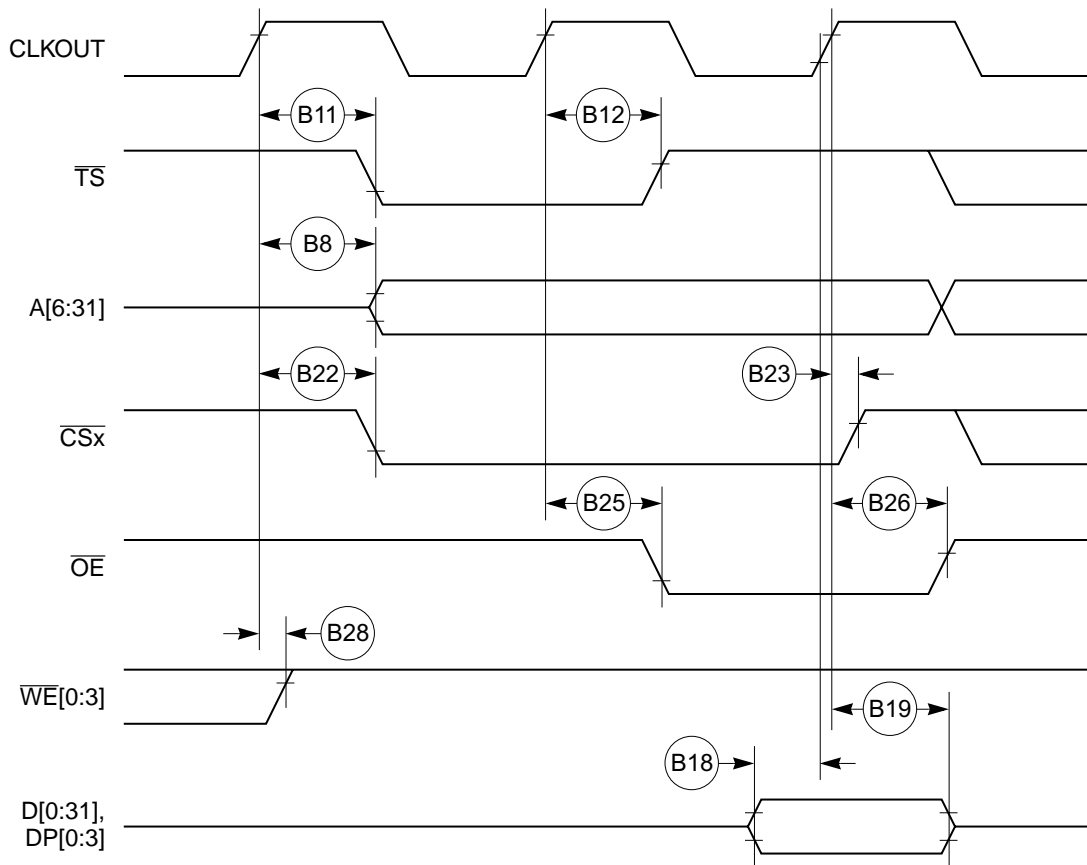 CLKOUT
B11
B12
TS
B8
A[6:31]
B22
B23
CSx
B25
B26
OE
B28
WE[0:3]
B19
B18
D[0:31],
DP[0:3]